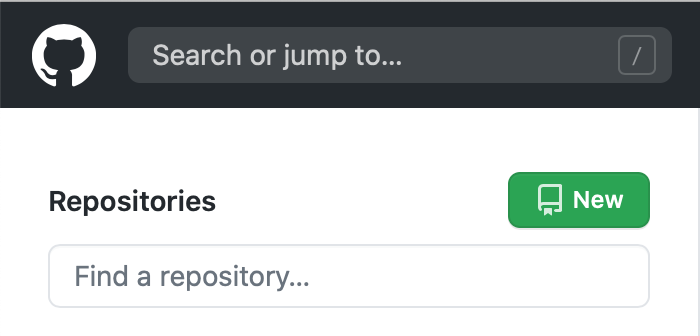 Search or jump to...
/
Repositories
New
Find a repository...